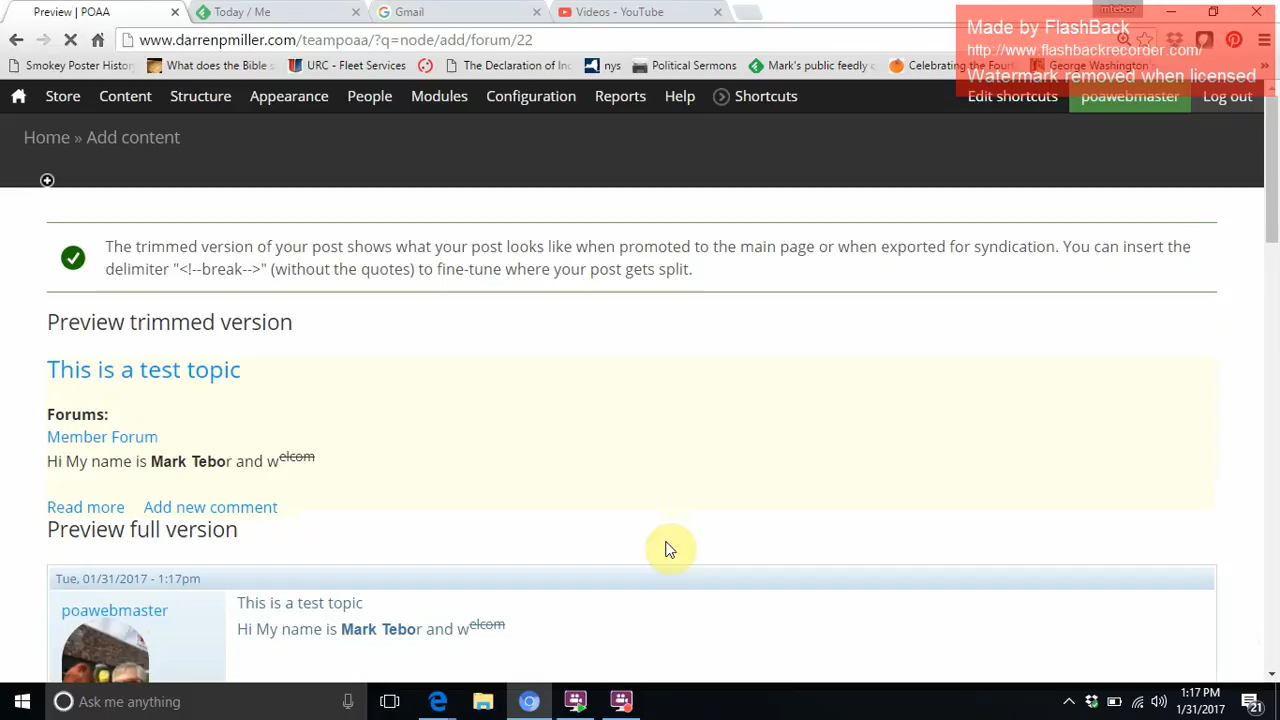 Preview | POAA
Today / Me
Gmail
Videos - YouTube
mtebor
Made by FlashBack
http://www.flashbackrecorder.com/
Watermark removed when licensed
www.darrenpmiller.com/teampoaa/?q=node/add/forum/22
Smokey Poster Histor
What does the Bible s
URC - Fleet Services
The Declaration of Inc
nys
Political Sermons
Mark's public feedly
Celebrating the Fourt
George Washington's
Store Content Structure Appearance People Modules Configuration Reports Help Shortcuts Edit shortcuts poawebmaster Log out
Home » Add content
The trimmed version of your post shows what your post looks like when promoted to the main page or when exported for syndication. You can insert the
delimiter "<!--break-->" (without the quotes) to fine-tune where your post gets split.
Preview trimmed version
This is a test topic
Forums:
Member Forum
Hi My name is Mark Tebor and welcom
Read more Add new comment
Preview full version
Tue, 01/31/2017 - 1:17pm
poawebmaster
This is a test topic
Hi My name is Mark Tebor and welcom
Ask me anything
1:17 PM
1/31/2017
21